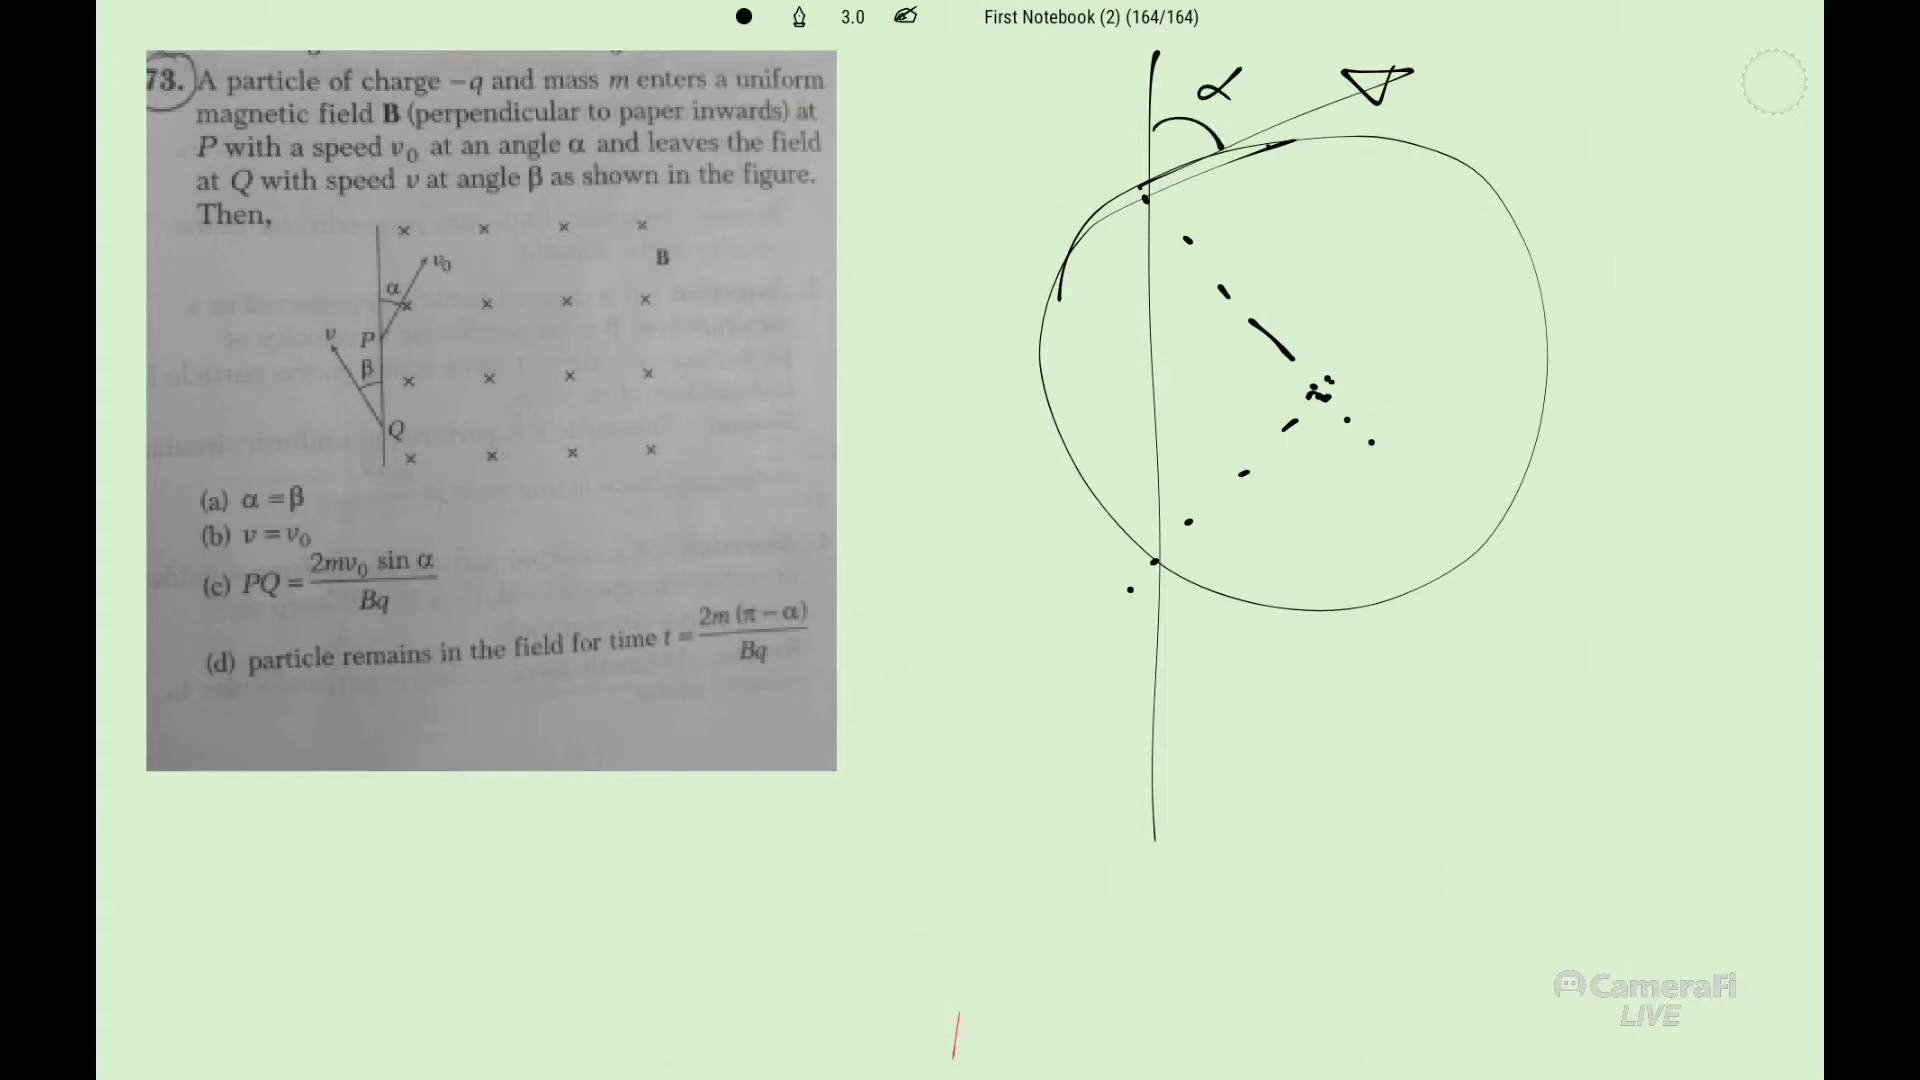 3.0
First Notebook (2) (164/164)
73. A particle of charge −q and mass m enters a uniform
magnetic field B (perpendicular to paper inwards) at
P with a speed v₀ at an angle α and leaves the field
at Q with speed v at angle β as shown in the figure.
Then,
× × × ×
v₀ B
α
× × × ×
v P
β
× × × ×
Q
× × × ×
(a) α = β
(b) v = v₀
(c) PQ = 2mv₀ sin α / Bq
(d) particle remains in the field for time t = 2m (π − α) / Bq
α
CameraFi
LIVE